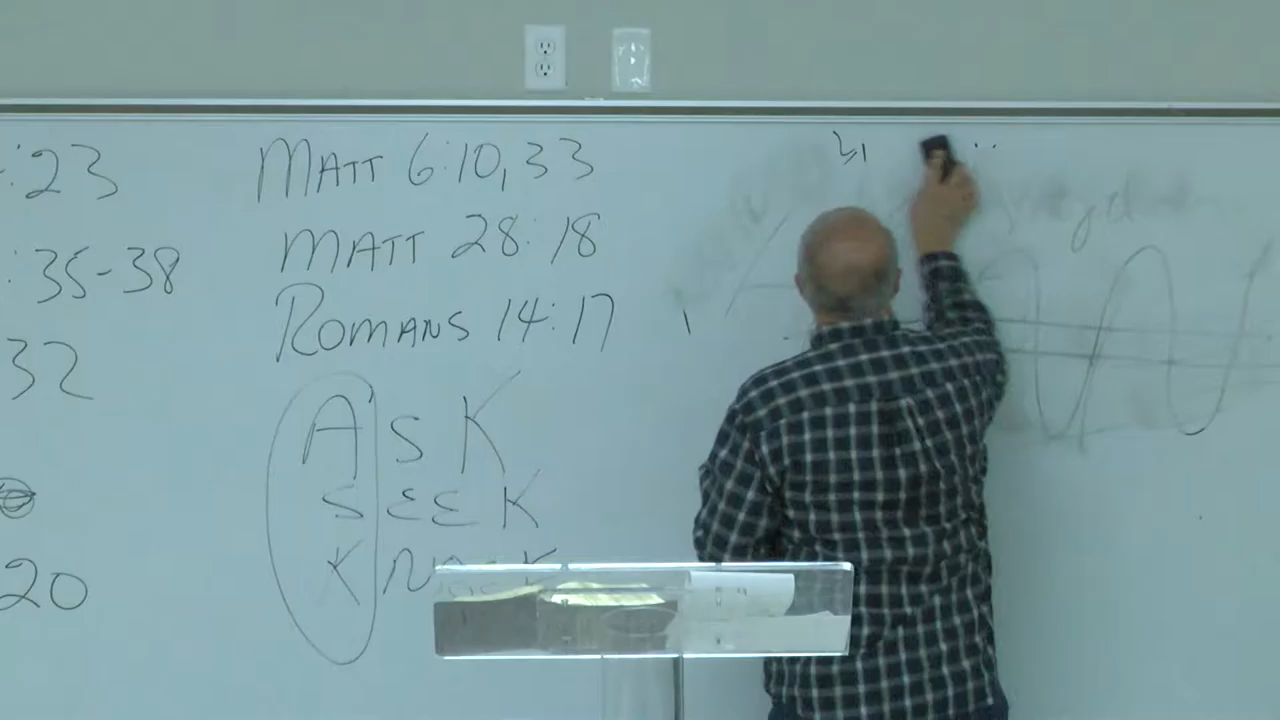 :23
:35-38
32
20
MATT 6:10,33
MATT 28:18
ROMANS 14:17
ASK
SEEK
KNOCK